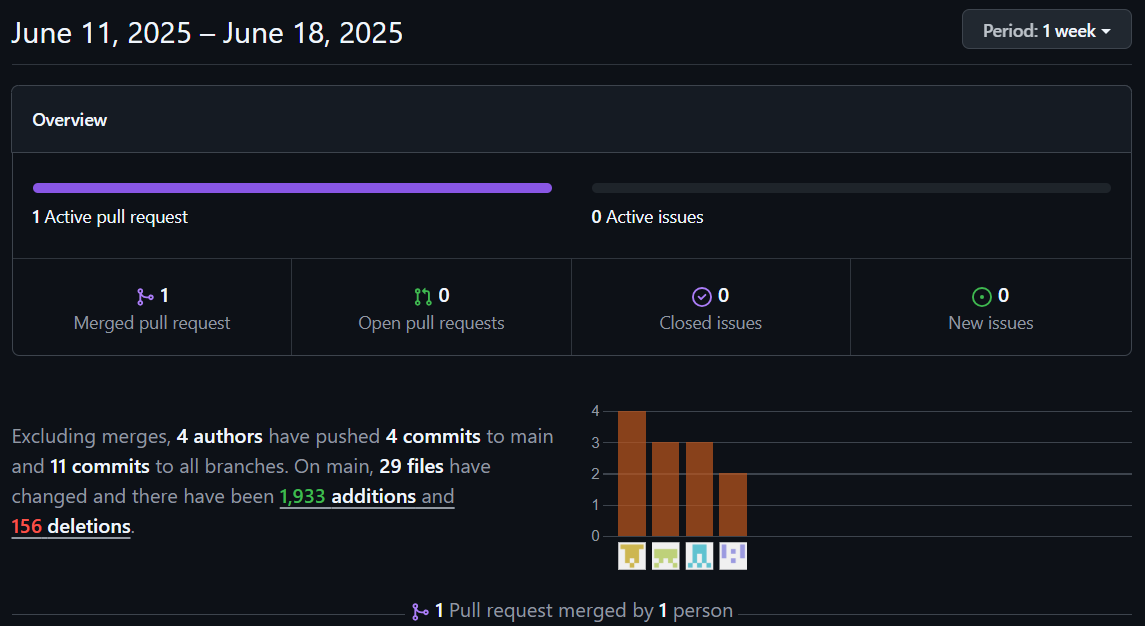 June 11, 2025 – June 18, 2025
Period: 1 week
Overview
1 Active pull request
0 Active issues
1
Merged pull request
0
Open pull requests
0
Closed issues
0
New issues
Excluding merges, 4 authors have pushed 4 commits to main
and 11 commits to all branches. On main, 29 files have
changed and there have been 1,933 additions and
156 deletions.
4
3
2
1
0
1 Pull request merged by 1 person